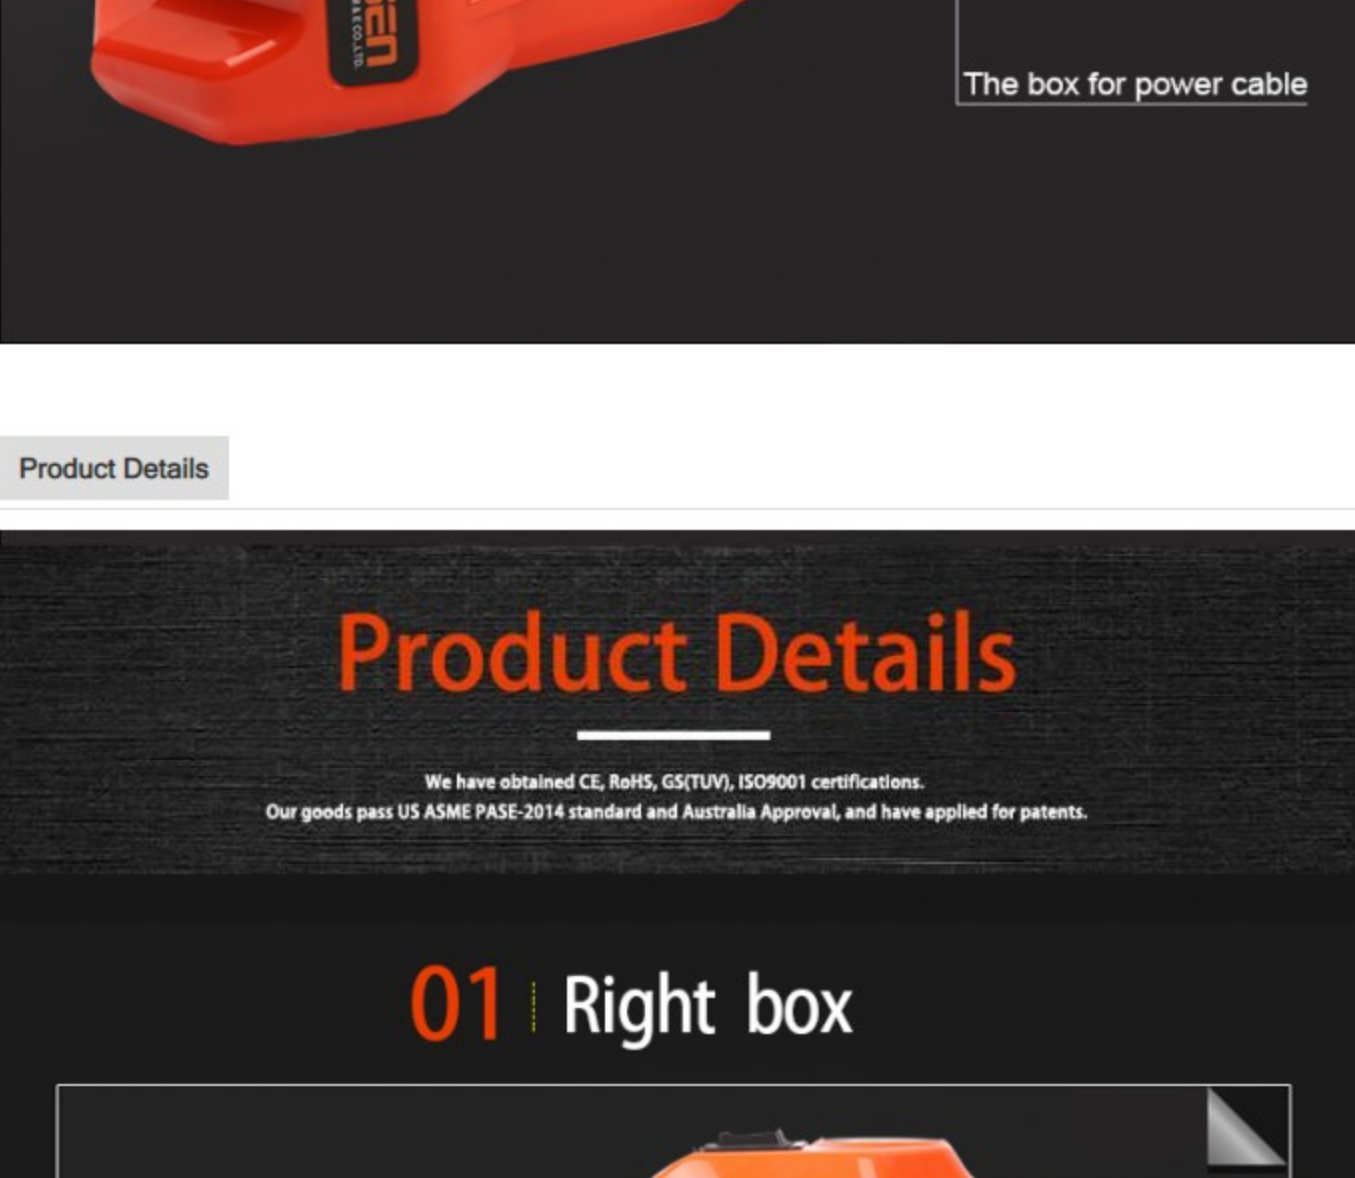 The box for power cable
Product Details
Product Details
We have obtained CE, RoHS, GS(TUV), ISO9001 certifications.
Our goods pass US ASME PASE-2014 standard and Australia Approval, and have applied for patents.
01 Right box